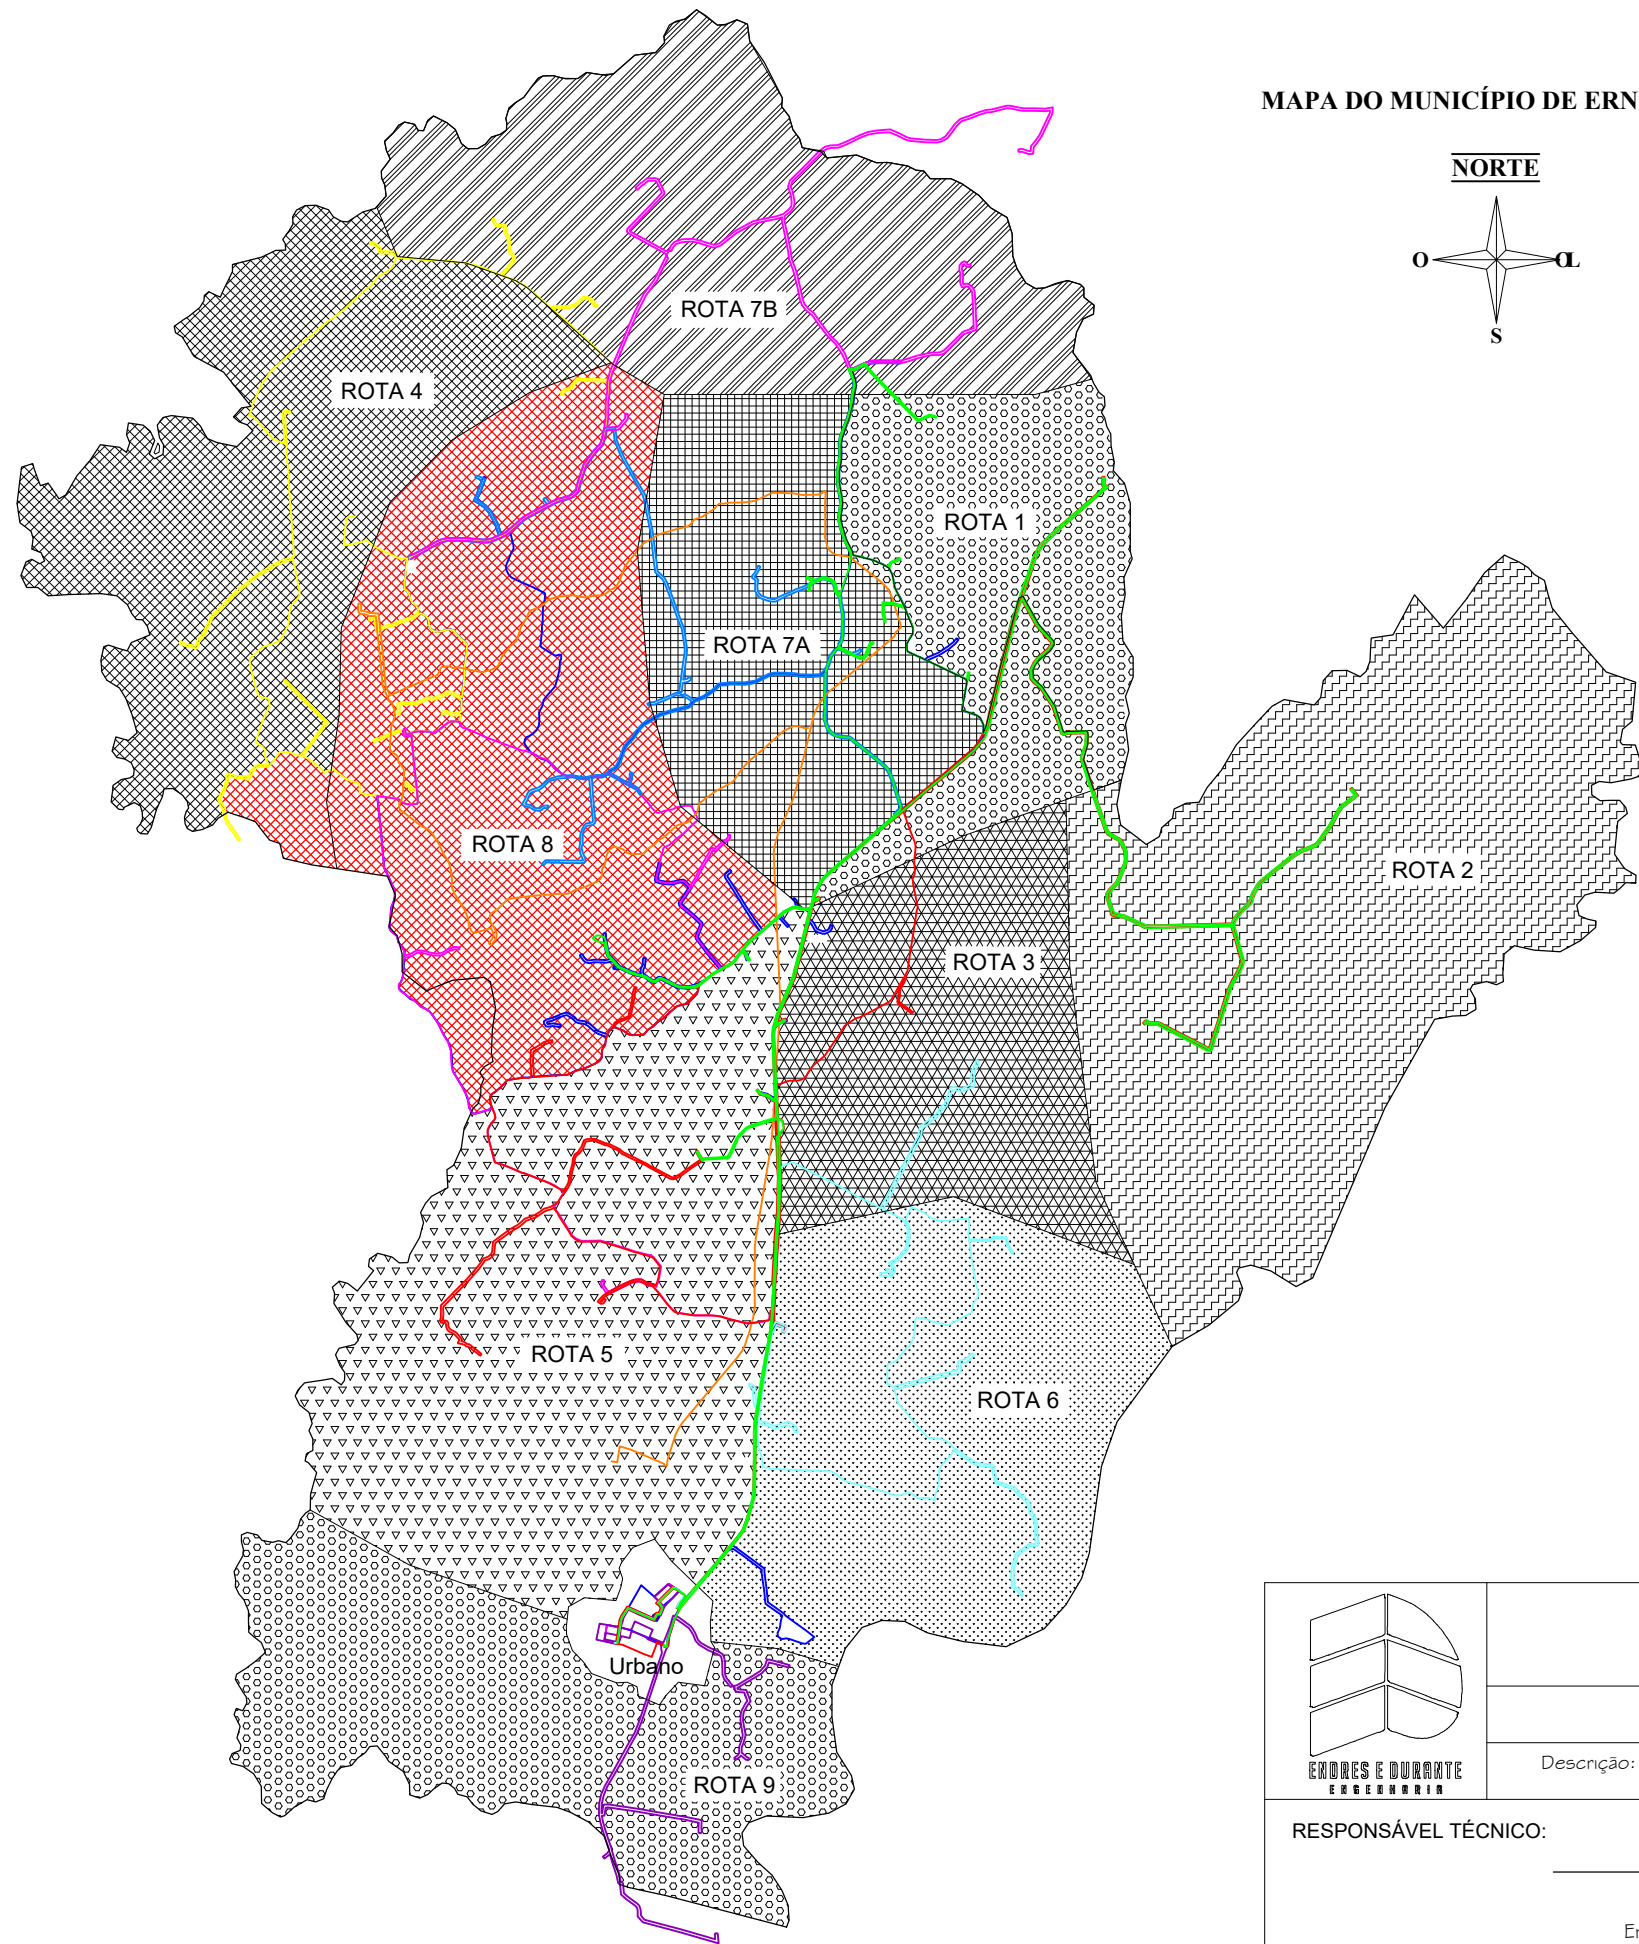 MAPA DO MUNICÍPIO DE ERN
NORTE
O
OL
S
ROTA 7B
ROTA 4
ROTA 1
ROTA 7A
ROTA 8
ROTA 2
ROTA 3
ROTA 5
ROTA 6
Urbano
ROTA 9
ENDRES E DURANTE
ENGENHARIA
Descrição:
RESPONSÁVEL TÉCNICO: